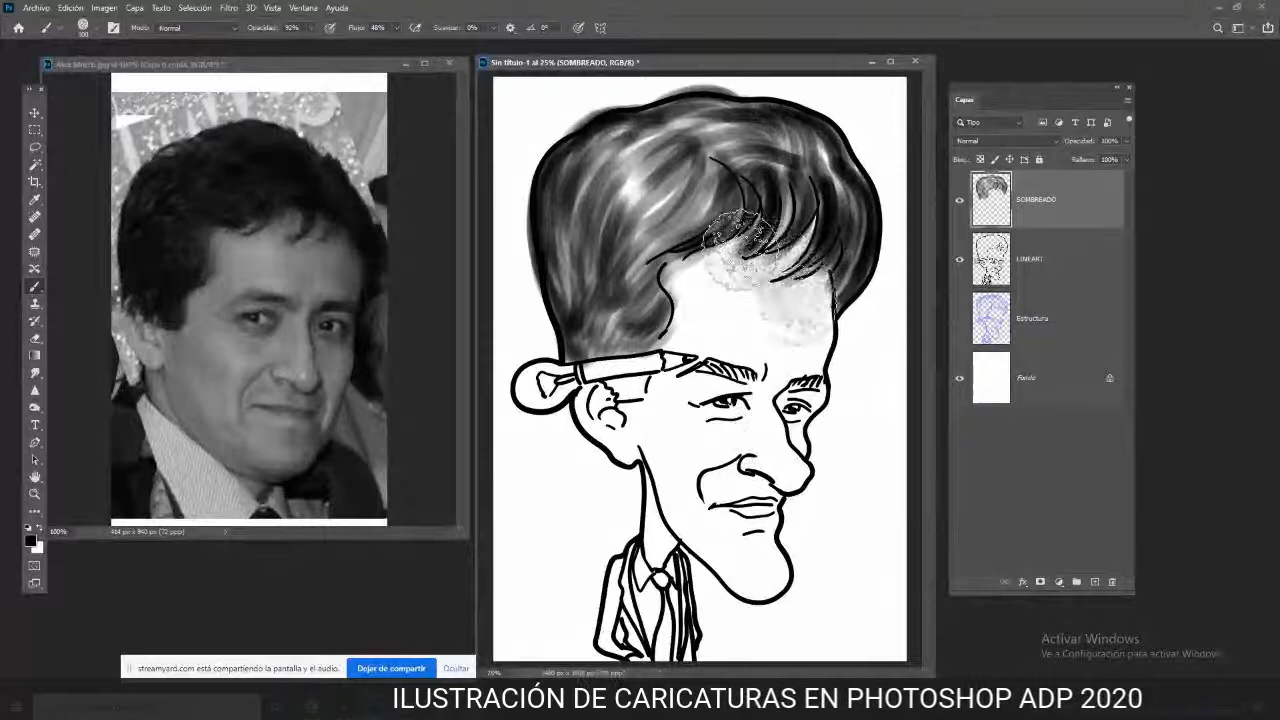 Archivo Edición Imagen Capa Texto Selección Filtro 3D Vista Ventana Ayuda
100 Modo: Normal Opacidad: 92% Flujo: 48% Suavizar: 0% 0°
Sin título-1 al 25% (SOMBREADO, RGB/8) *
Capas
Tipo
Normal Opacidad: 100%
Relleno: 100%
SOMBREADO
LINEART
Estructura
Fondo
100%
streamyard.com está compartiendo la pantalla y el audio. Dejar de compartir Ocultar
Activar Windows
Ve a Configuración para activar Windows
ILUSTRACIÓN DE CARICATURAS EN PHOTOSHOP ADP 2020